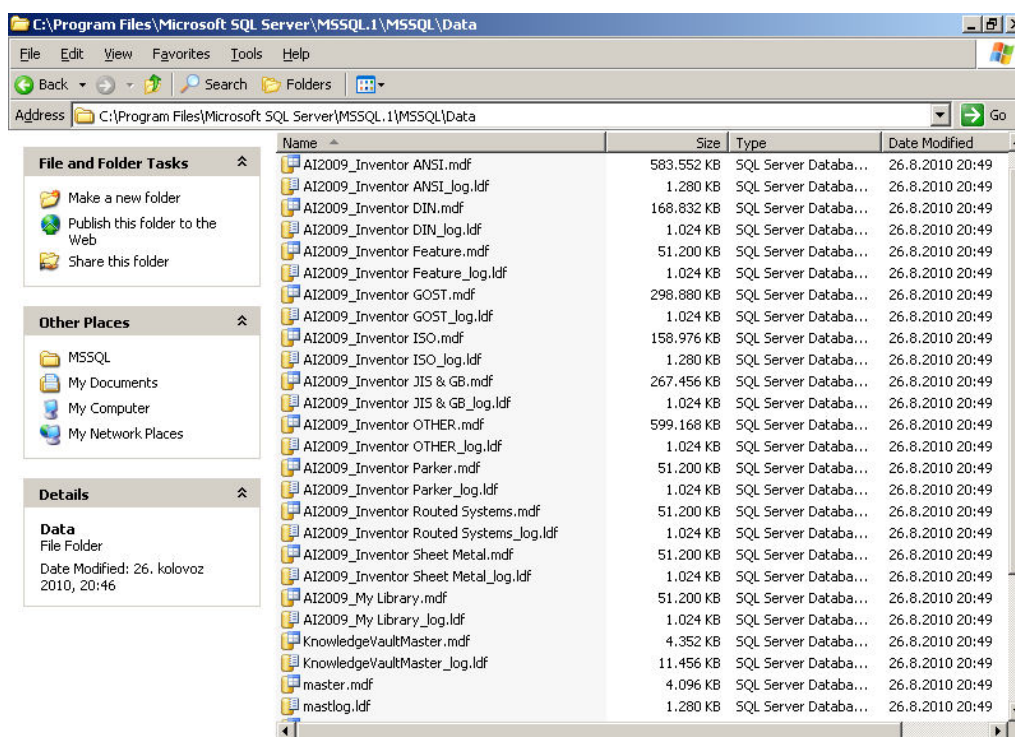 C:\Program Files\Microsoft SQL Server\MSSQL.1\MSSQL\Data
File Edit View Favorites Tools Help
Back Search Folders
Address C:\Program Files\Microsoft SQL Server\MSSQL.1\MSSQL\Data Go
File and Folder Tasks
Make a new folder
Publish this folder to the
Web
Share this folder
Other Places
MSSQL
My Documents
My Computer
My Network Places
Details
Data
File Folder
Date Modified: 26. kolovoz
2010, 20:46
Name Size Type Date Modified
AI2009_Inventor ANSI.mdf 583.552 KB SQL Server Databa... 26.8.2010 20:49
AI2009_Inventor ANSI_log.ldf 1.280 KB SQL Server Databa... 26.8.2010 20:49
AI2009_Inventor DIN.mdf 168.832 KB SQL Server Databa... 26.8.2010 20:49
AI2009_Inventor DIN_log.ldf 1.024 KB SQL Server Databa... 26.8.2010 20:49
AI2009_Inventor Feature.mdf 51.200 KB SQL Server Databa... 26.8.2010 20:49
AI2009_Inventor Feature_log.ldf 1.024 KB SQL Server Databa... 26.8.2010 20:49
AI2009_Inventor GOST.mdf 298.880 KB SQL Server Databa... 26.8.2010 20:49
AI2009_Inventor GOST_log.ldf 1.024 KB SQL Server Databa... 26.8.2010 20:49
AI2009_Inventor ISO.mdf 158.976 KB SQL Server Databa... 26.8.2010 20:49
AI2009_Inventor ISO_log.ldf 1.280 KB SQL Server Databa... 26.8.2010 20:49
AI2009_Inventor JIS & GB.mdf 267.456 KB SQL Server Databa... 26.8.2010 20:49
AI2009_Inventor JIS & GB_log.ldf 1.024 KB SQL Server Databa... 26.8.2010 20:49
AI2009_Inventor OTHER.mdf 599.168 KB SQL Server Databa... 26.8.2010 20:49
AI2009_Inventor OTHER_log.ldf 1.024 KB SQL Server Databa... 26.8.2010 20:49
AI2009_Inventor Parker.mdf 51.200 KB SQL Server Databa... 26.8.2010 20:49
AI2009_Inventor Parker_log.ldf 1.024 KB SQL Server Databa... 26.8.2010 20:49
AI2009_Inventor Routed Systems.mdf 51.200 KB SQL Server Databa... 26.8.2010 20:49
AI2009_Inventor Routed Systems_log.ldf 1.024 KB SQL Server Databa... 26.8.2010 20:49
AI2009_Inventor Sheet Metal.mdf 51.200 KB SQL Server Databa... 26.8.2010 20:49
AI2009_Inventor Sheet Metal_log.ldf 1.024 KB SQL Server Databa... 26.8.2010 20:49
AI2009_My Library.mdf 51.200 KB SQL Server Databa... 26.8.2010 20:49
AI2009_My Library_log.ldf 1.024 KB SQL Server Databa... 26.8.2010 20:49
KnowledgeVaultMaster.mdf 4.352 KB SQL Server Databa... 26.8.2010 20:49
KnowledgeVaultMaster_log.ldf 11.456 KB SQL Server Databa... 26.8.2010 20:49
master.mdf 4.096 KB SQL Server Databa... 26.8.2010 20:49
mastlog.ldf 1.280 KB SQL Server Databa... 26.8.2010 20:49